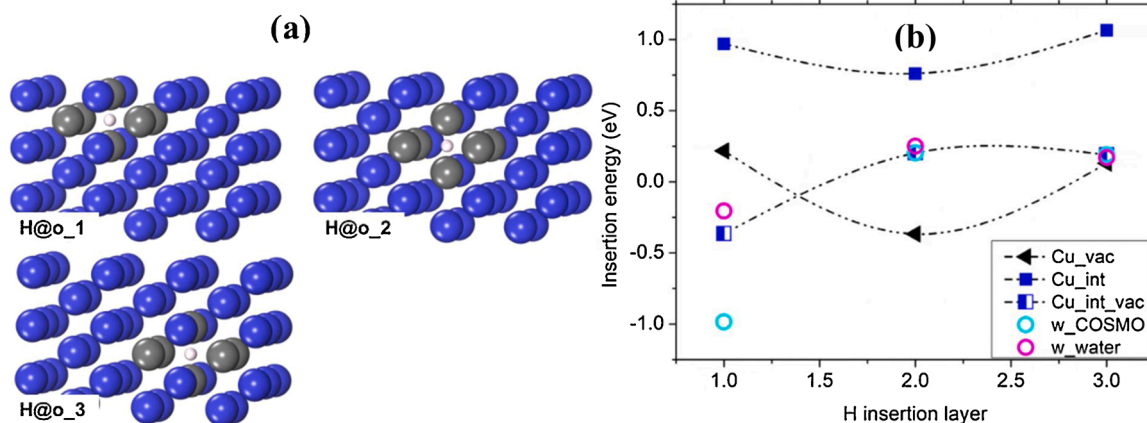 (a)
H@o_1
H@o_2
H@o_3
(b)
Insertion energy (eV)
1.0
0.5
0.0
-0.5
-1.0
Cu_vac
Cu_int
Cu_int_vac
w_COSMO
w_water
1.0 1.5 2.0 2.5 3.0
H insertion layer